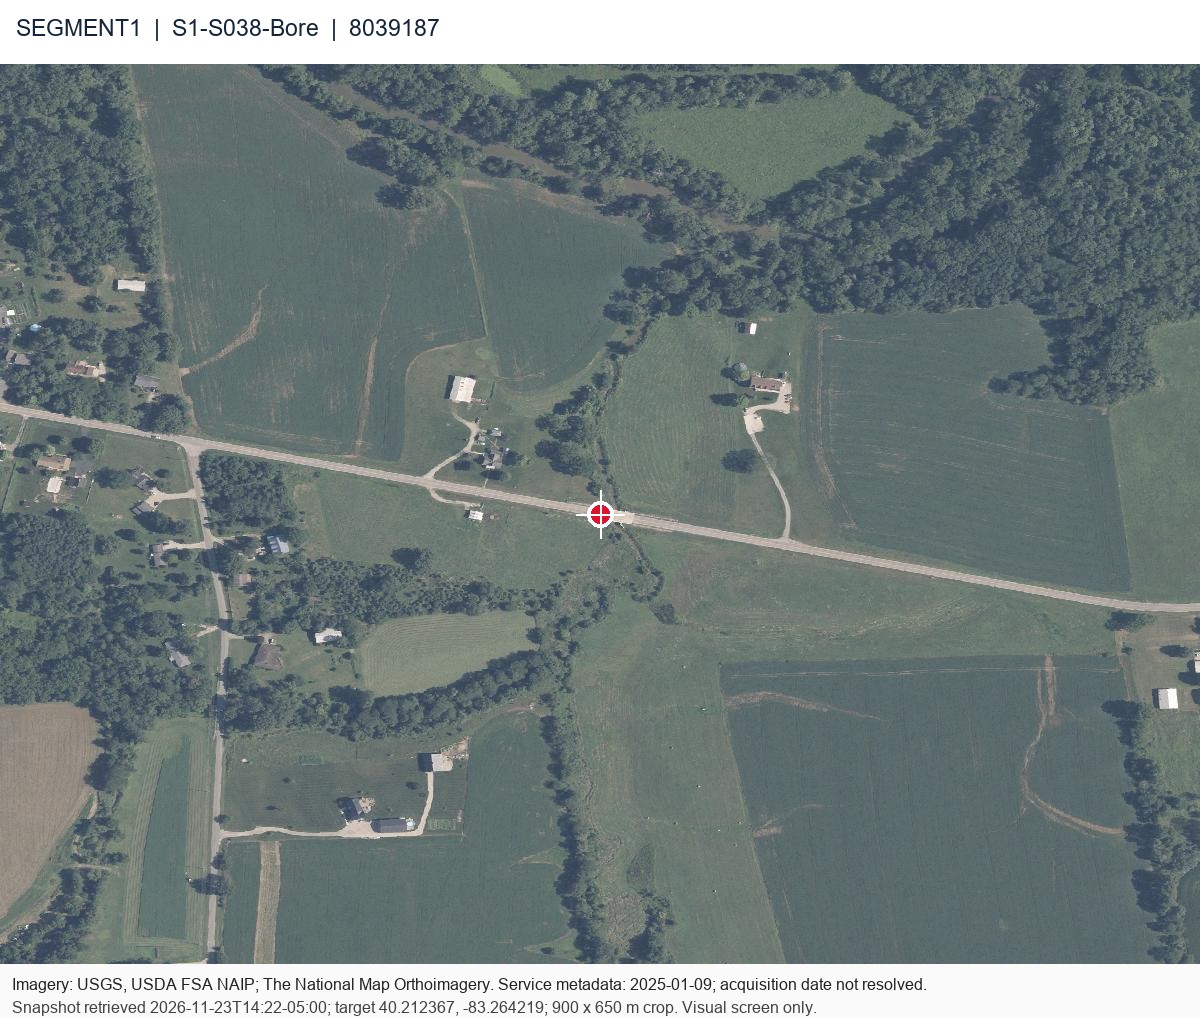 SEGMENT1 | S1-S038-Bore | 8039187
Imagery: USGS, USDA FSA NAIP; The National Map Orthoimagery. Service metadata: 2025-01-09; acquisition date not resolved.
Snapshot retrieved 2026-11-23T14:22-05:00; target 40.212367, -83.264219; 900 x 650 m crop. Visual screen only.